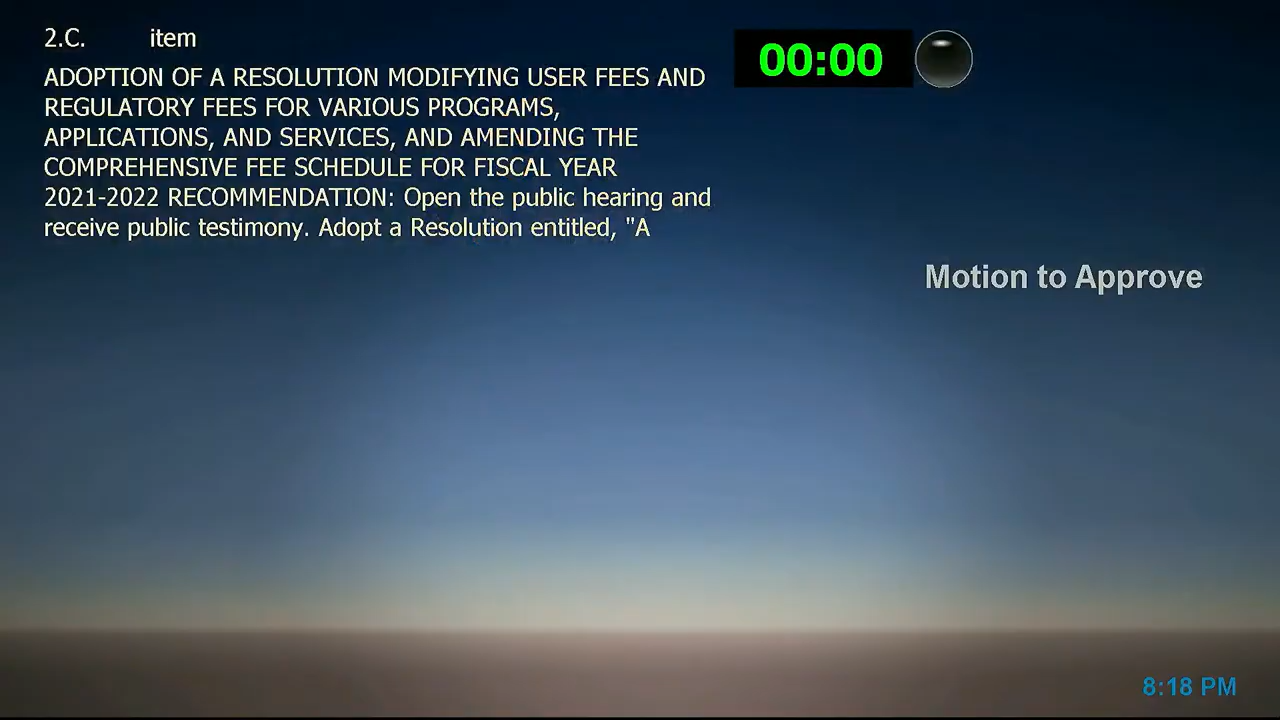 2.C. item
ADOPTION OF A RESOLUTION MODIFYING USER FEES AND
REGULATORY FEES FOR VARIOUS PROGRAMS,
APPLICATIONS, AND SERVICES, AND AMENDING THE
COMPREHENSIVE FEE SCHEDULE FOR FISCAL YEAR
2021-2022 RECOMMENDATION: Open the public hearing and
receive public testimony. Adopt a Resolution entitled, "A
00:00
Motion to Approve
8:18 PM